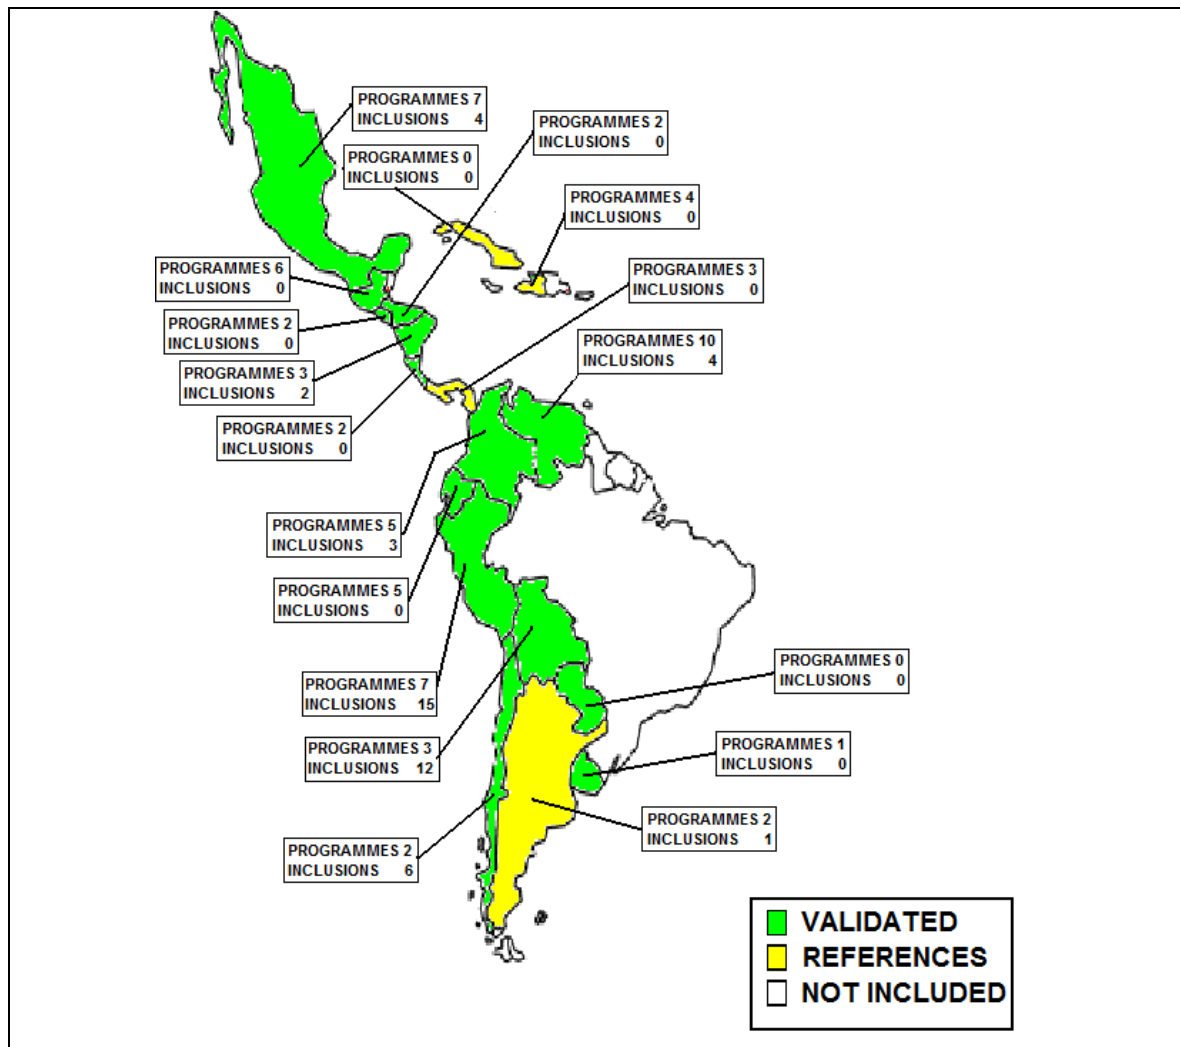 PROGRAMMES 7
INCLUSIONS 4
PROGRAMMES 2
INCLUSIONS 0
PROGRAMMES 0
INCLUSIONS 0
PROGRAMMES 4
INCLUSIONS 0
PROGRAMMES 6
INCLUSIONS 0
PROGRAMMES 3
INCLUSIONS 0
PROGRAMMES 2
INCLUSIONS 0
PROGRAMMES 10
INCLUSIONS 4
PROGRAMMES 3
INCLUSIONS 2
PROGRAMMES 2
INCLUSIONS 0
PROGRAMMES 5
INCLUSIONS 3
PROGRAMMES 5
INCLUSIONS 0
PROGRAMMES 0
INCLUSIONS 0
PROGRAMMES 7
INCLUSIONS 15
PROGRAMMES 3
INCLUSIONS 12
PROGRAMMES 1
INCLUSIONS 0
PROGRAMMES 2
INCLUSIONS 1
PROGRAMMES 2
INCLUSIONS 6
VALIDATED
REFERENCES
NOT INCLUDED